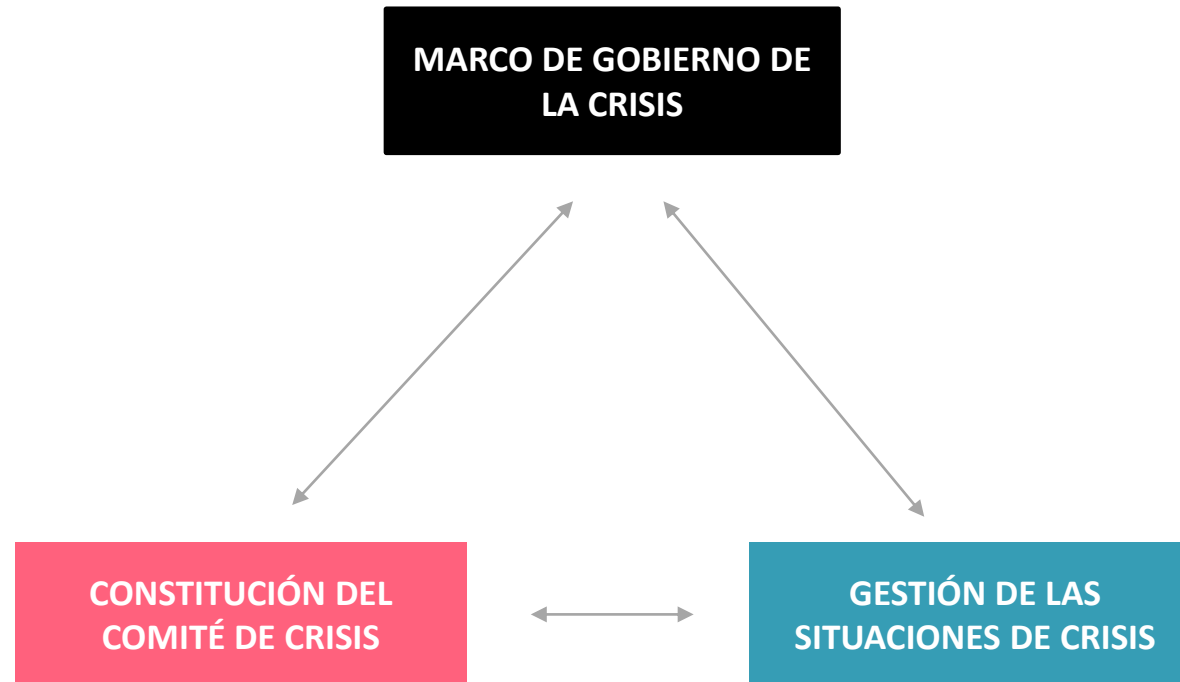 MARCO DE GOBIERNO DE
LA CRISIS
CONSTITUCIÓN DEL
COMITÉ DE CRISIS
GESTIÓN DE LAS
SITUACIONES DE CRISIS